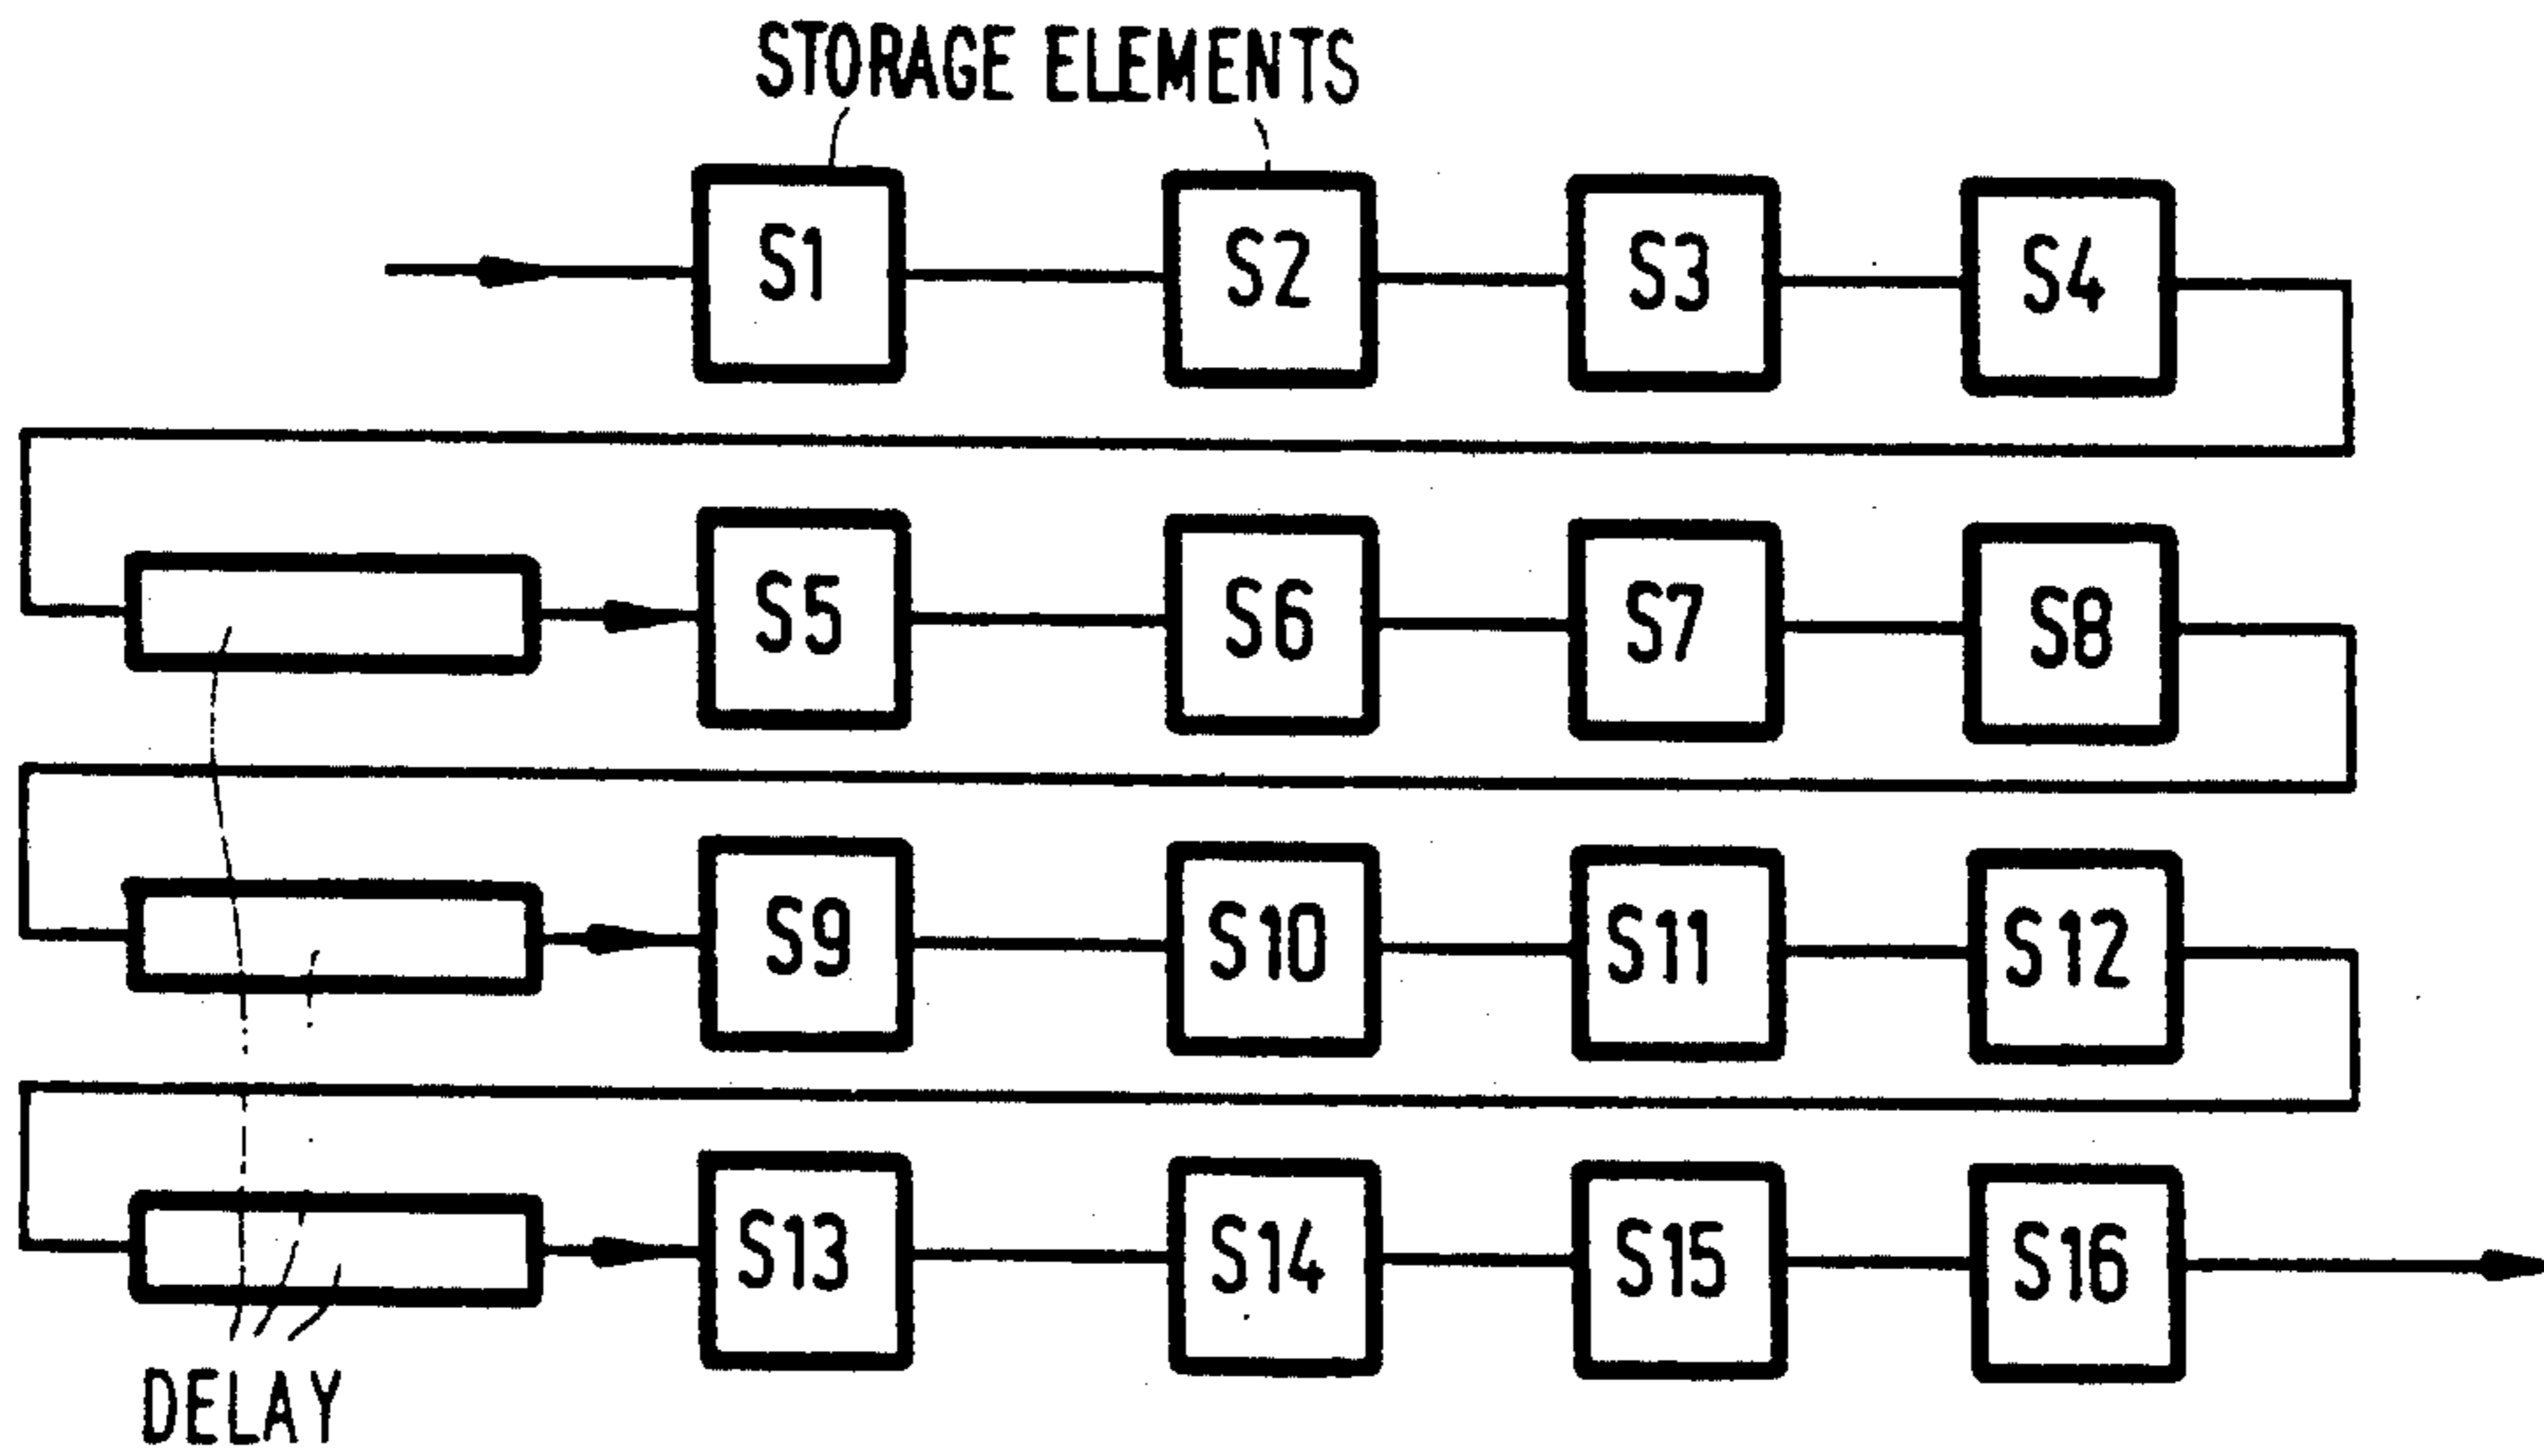 STORAGE ELEMENTS
S1 S2 S3 S4
S5 S6 S7 S8
S9 S10 S11 S12
S13 S14 S15 S16
DELAY